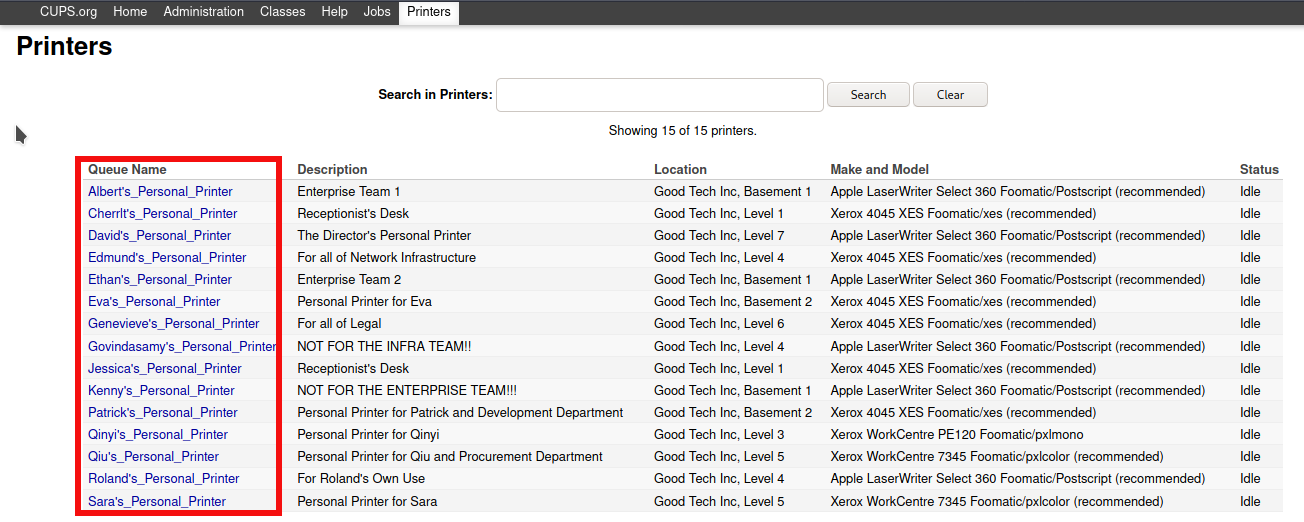 CUPS.org Home Administration Classes Help Jobs Printers
Printers
Search in Printers: Search Clear
Showing 15 of 15 printers.
Queue Name Description Location Make and Model Status
Albert's_Personal_Printer Enterprise Team 1 Good Tech Inc, Basement 1 Apple LaserWriter Select 360 Foomatic/Postscript (recommended) Idle
Cherrlt's_Personal_Printer Receptionist's Desk Good Tech Inc, Level 1 Xerox 4045 XES Foomatic/xes (recommended) Idle
David's_Personal_Printer The Director's Personal Printer Good Tech Inc, Level 7 Apple LaserWriter Select 360 Foomatic/Postscript (recommended) Idle
Edmund's_Personal_Printer For all of Network Infrastructure Good Tech Inc, Level 4 Xerox 4045 XES Foomatic/xes (recommended) Idle
Ethan's_Personal_Printer Enterprise Team 2 Good Tech Inc, Basement 1 Apple LaserWriter Select 360 Foomatic/Postscript (recommended) Idle
Eva's_Personal_Printer Personal Printer for Eva Good Tech Inc, Basement 2 Xerox 4045 XES Foomatic/xes (recommended) Idle
Genevieve's_Personal_Printer For all of Legal Good Tech Inc, Level 6 Xerox 4045 XES Foomatic/xes (recommended) Idle
Govindasamy's_Personal_Printer NOT FOR THE INFRA TEAM!! Good Tech Inc, Level 4 Apple LaserWriter Select 360 Foomatic/Postscript (recommended) Idle
Jessica's_Personal_Printer Receptionist's Desk Good Tech Inc, Level 1 Xerox 4045 XES Foomatic/xes (recommended) Idle
Kenny's_Personal_Printer NOT FOR THE ENTERPRISE TEAM!!! Good Tech Inc, Basement 1 Apple LaserWriter Select 360 Foomatic/Postscript (recommended) Idle
Patrick's_Personal_Printer Personal Printer for Patrick and Development Department Good Tech Inc, Basement 2 Xerox 4045 XES Foomatic/xes (recommended) Idle
Qinyi's_Personal_Printer Personal Printer for Qinyi Good Tech Inc, Level 3 Xerox WorkCentre PE120 Foomatic/pxlmono Idle
Qiu's_Personal_Printer Personal Printer for Qiu and Procurement Department Good Tech Inc, Level 5 Xerox WorkCentre 7345 Foomatic/pxlcolor (recommended) Idle
Roland's_Personal_Printer For Roland's Own Use Good Tech Inc, Level 4 Apple LaserWriter Select 360 Foomatic/Postscript (recommended) Idle
Sara's_Personal_Printer Personal Printer for Sara Good Tech Inc, Level 5 Xerox WorkCentre 7345 Foomatic/pxlcolor (recommended) Idle